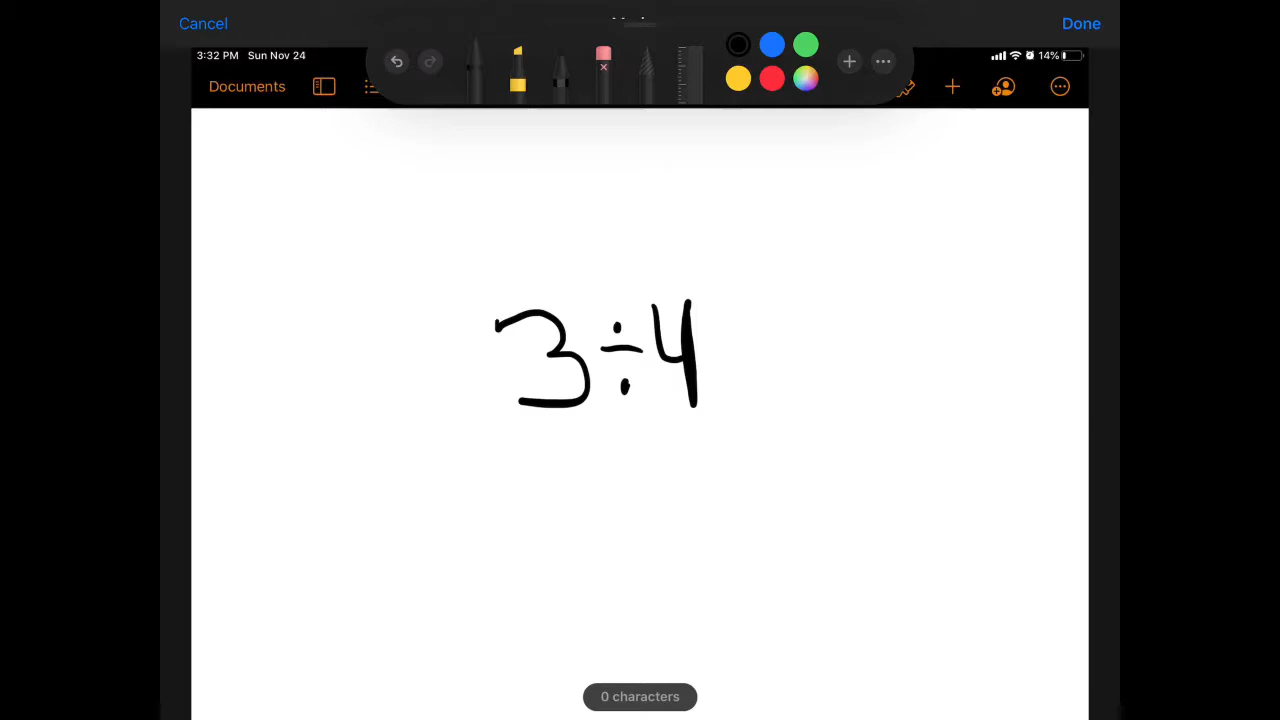 Cancel
Done
3:32 PM Sun Nov 24
14%
Documents
3÷4
0 characters